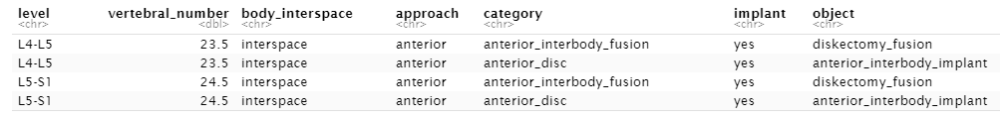 level vertebral_number body_interspace approach category implant object
<chr> <dbl> <chr> <chr> <chr> <chr> <chr>
L4-L5 23.5 interspace anterior anterior_interbody_fusion yes diskectomy_fusion
L4-L5 23.5 interspace anterior anterior_disc yes anterior_interbody_implant
L5-S1 24.5 interspace anterior anterior_interbody_fusion yes diskectomy_fusion
L5-S1 24.5 interspace anterior anterior_disc yes anterior_interbody_implant